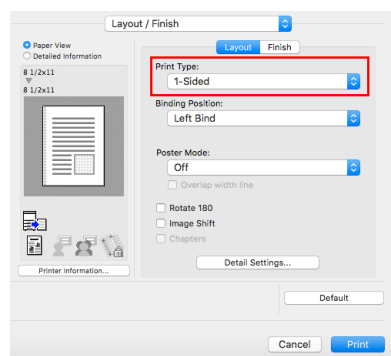 Layout / Finish
Paper View
Detailed Information
8 1/2x11
8 1/2x11
Printer Information...
Layout Finish
Print Type:
1-Sided
Binding Position:
Left Bind
Poster Mode:
Off
Overlap width line
Rotate 180
Image Shift
Chapters
Detail Settings...
Default
Cancel Print